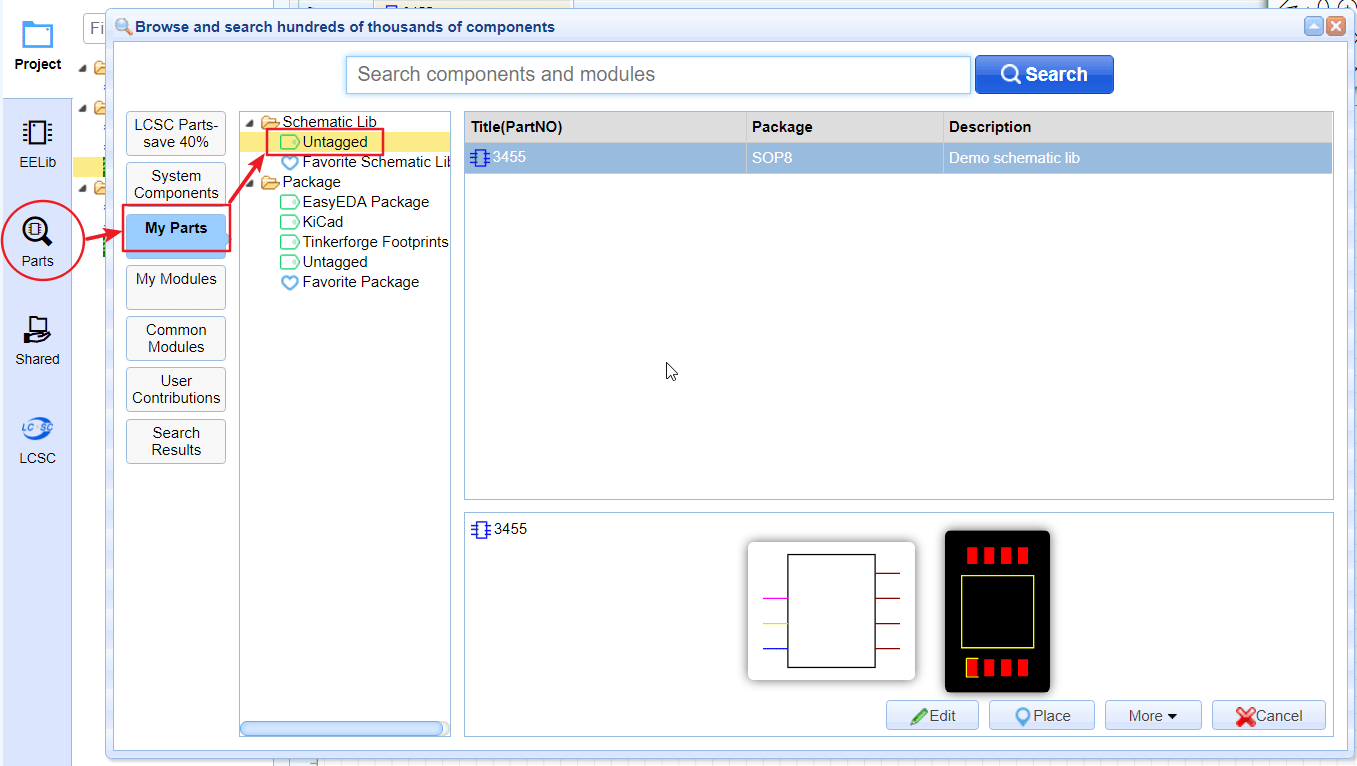 Project
EELib
Parts
Shared
LCSC
Fi
Browse and search hundreds of thousands of components
Search components and modules
Search
LCSC Parts-
save 40%
System
Components
My Parts
My Modules
Common
Modules
User
Contributions
Search
Results
Schematic Lib
Untagged
Favorite Schematic Lib
Package
EasyEDA Package
KiCad
Tinkerforge Footprints
Untagged
Favorite Package
Title(PartNO) Package Description
3455 SOP8 Demo schematic lib
3455
Edit Place More Cancel